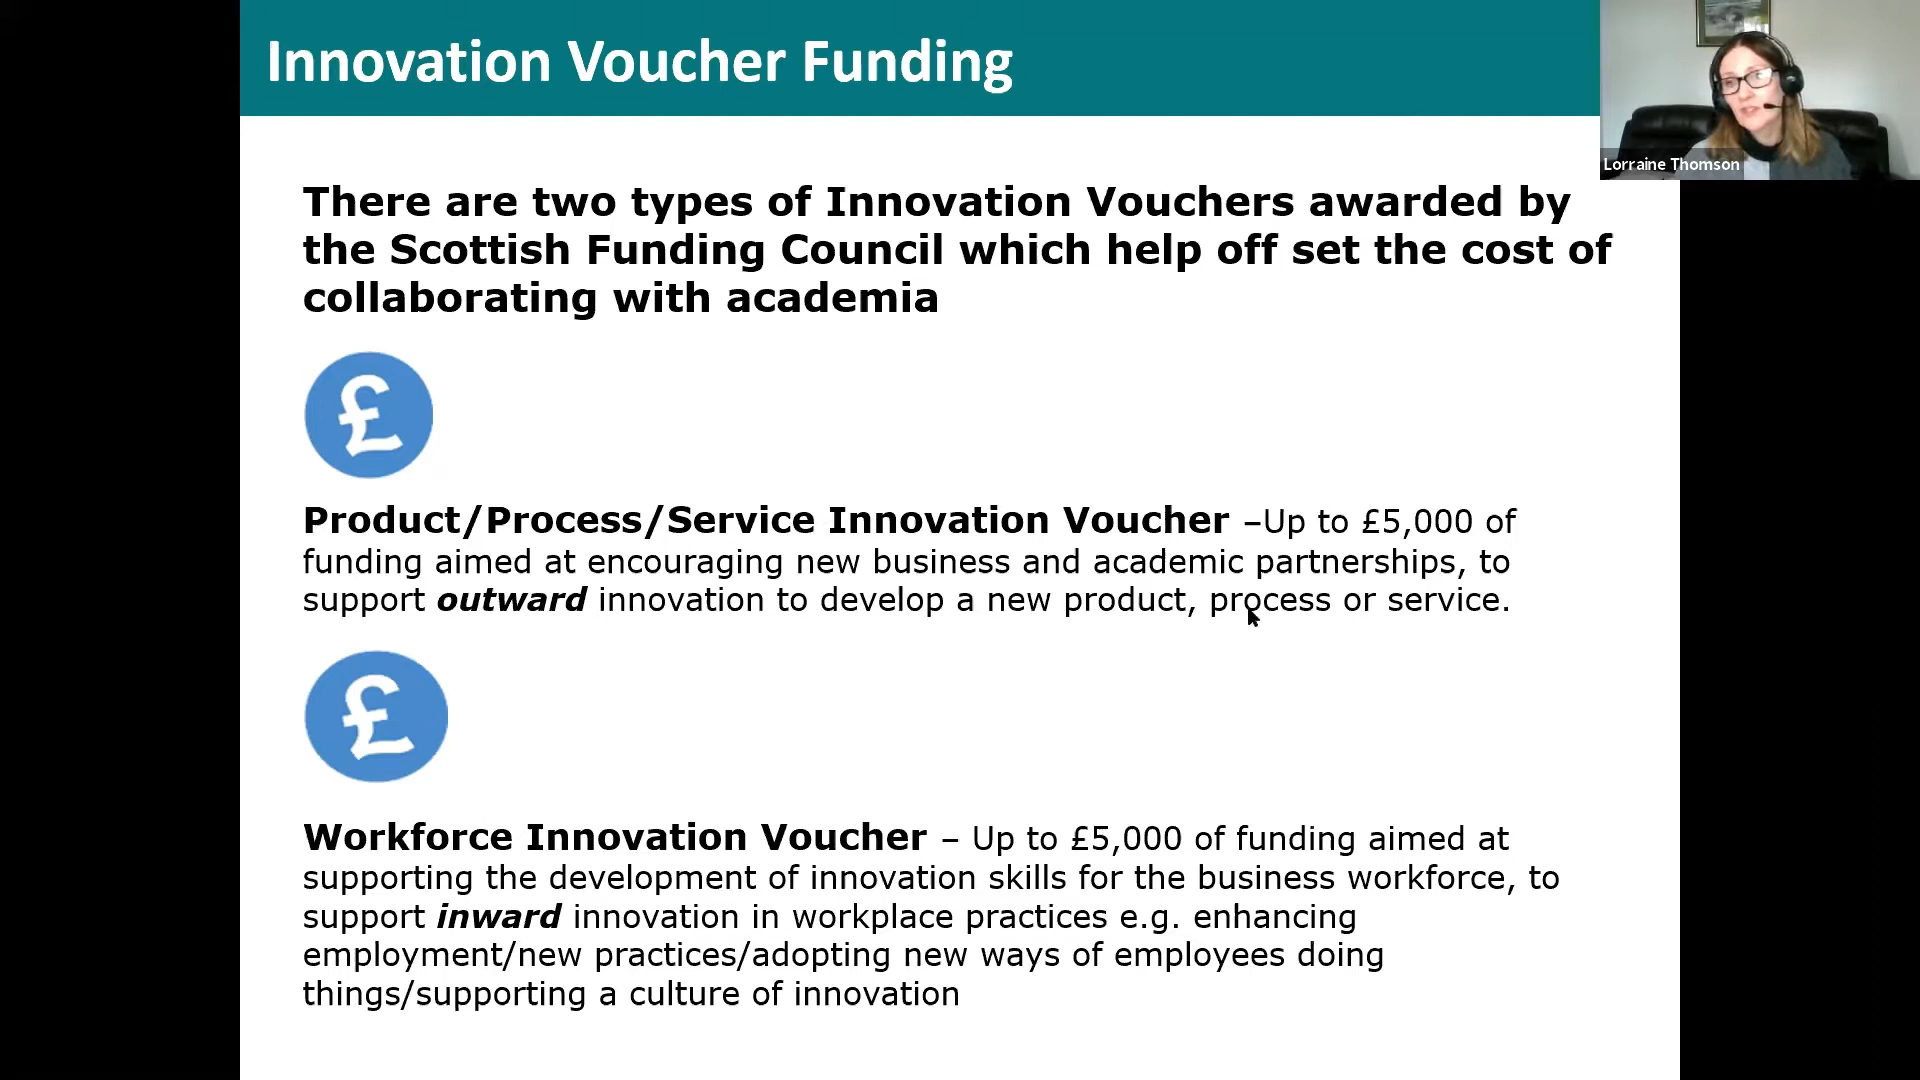 Innovation Voucher Funding
Lorraine Thomson
There are two types of Innovation Vouchers awarded by
the Scottish Funding Council which help off set the cost of
collaborating with academia
£
Product/Process/Service Innovation Voucher –Up to £5,000 of
funding aimed at encouraging new business and academic partnerships, to
support outward innovation to develop a new product, process or service.
£
Workforce Innovation Voucher – Up to £5,000 of funding aimed at
supporting the development of innovation skills for the business workforce, to
support inward innovation in workplace practices e.g. enhancing
employment/new practices/adopting new ways of employees doing
things/supporting a culture of innovation